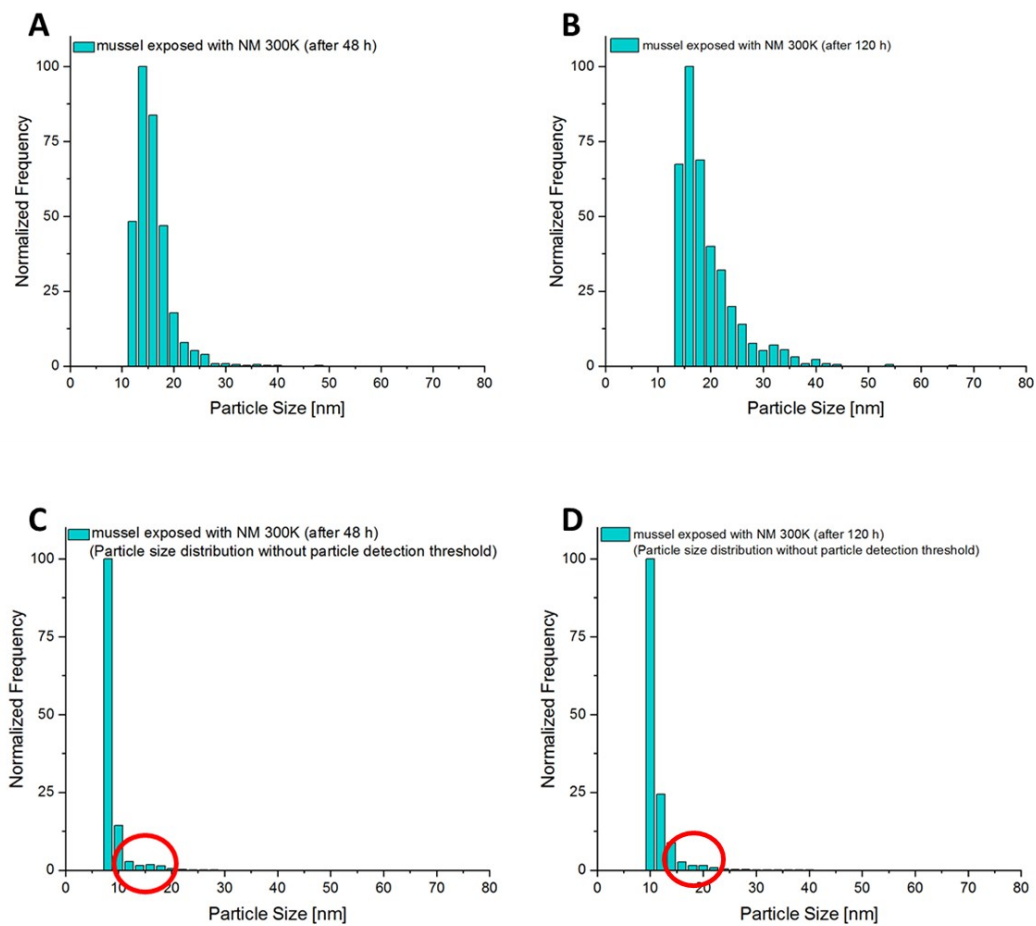 A
mussel exposed with NM 300K (after 48 h)
100
75
50
25
0
Normalized Frequency
0 10 20 30 40 50 60 70 80
Particle Size [nm]
B
mussel exposed with NM 300K (after 120 h)
100
75
50
25
0
Normalized Frequency
0 10 20 30 40 50 60 70 80
Particle Size [nm]
C
mussel exposed with NM 300K (after 48 h)
(Particle size distribution without particle detection threshold)
100
75
50
25
0
Normalized Frequency
0 10 20 30 40 50 60 70 80
Particle Size [nm]
D
mussel exposed with NM 300K (after 120 h)
(Particle size distribution without particle detection threshold)
100
75
50
25
0
Normalized Frequency
0 10 20 30 40 50 60 70 80
Particle Size [nm]